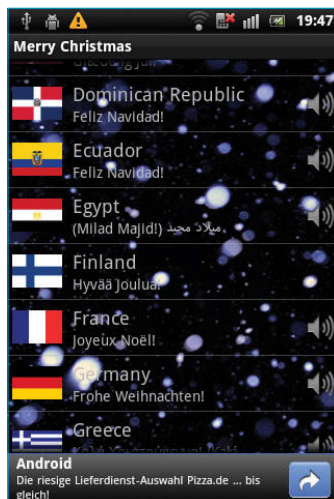 19:47
Merry Christmas
Dominican Republic
Feliz Navidad!
Ecuador
Feliz Navidad!
Egypt
(Milad Majid!) ميلاد مجيد
Finland
Hyvää Joulua!
France
Joyeux Noël!
Germany
Frohe Weihnachten!
Greece
Android
Die riesige Lieferdienst-Auswahl Pizza.de ... bis
gleich!